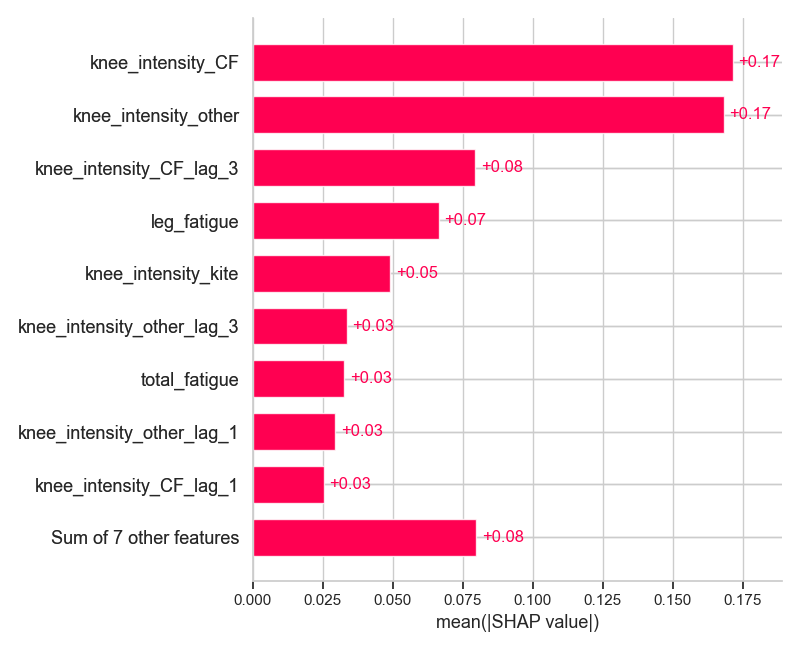 knee_intensity_CF +0.17
knee_intensity_other +0.17
knee_intensity_CF_lag_3 +0.08
leg_fatigue +0.07
knee_intensity_kite +0.05
knee_intensity_other_lag_3 +0.03
total_fatigue +0.03
knee_intensity_other_lag_1 +0.03
knee_intensity_CF_lag_1 +0.03
Sum of 7 other features +0.08
0.000 0.025 0.050 0.075 0.100 0.125 0.150 0.175
mean(|SHAP value|)